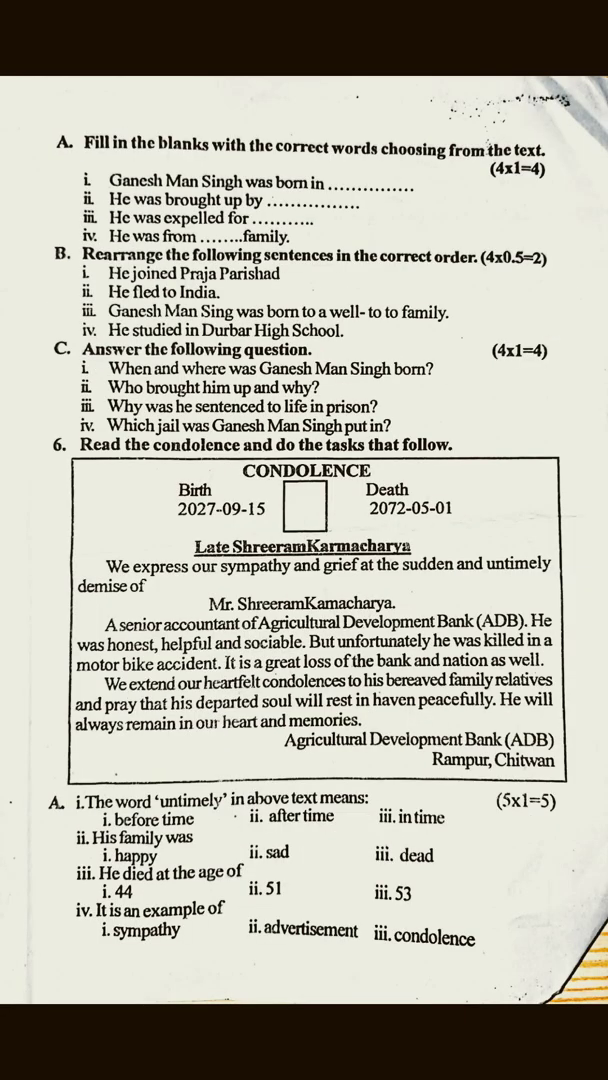 A. Fill in the blanks with the correct words choosing from the text.
(4x1=4)
i. Ganesh Man Singh was born in ...............
ii. He was brought up by ................
iii. He was expelled for ...........
iv. He was from ........family.
B. Rearrange the following sentences in the correct order. (4x0.5=2)
i. He joined Praja Parishad
ii. He fled to India.
iii. Ganesh Man Sing was born to a well- to to family.
iv. He studied in Durbar High School.
C. Answer the following question. (4x1=4)
i. When and where was Ganesh Man Singh born?
ii. Who brought him up and why?
iii. Why was he sentenced to life in prison?
iv. Which jail was Ganesh Man Singh put in?
6. Read the condolence and do the tasks that follow.
CONDOLENCE
Birth Death
2027-09-15 2072-05-01
Late ShreeramKarmacharya
We express our sympathy and grief at the sudden and untimely
demise of
Mr. ShreeramKamacharya.
A senior accountant of Agricultural Development Bank (ADB). He
was honest, helpful and sociable. But unfortunately he was killed in a
motor bike accident. It is a great loss of the bank and nation as well.
We extend our heartfelt condolences to his bereaved family relatives
and pray that his departed soul will rest in haven peacefully. He will
always remain in our heart and memories.
Agricultural Development Bank (ADB)
Rampur, Chitwan
A. i.The word ‘untimely’ in above text means: (5x1=5)
i. before time ii. after time iii. in time
ii. His family was
i. happy ii. sad iii. dead
iii. He died at the age of
i. 44 ii. 51 iii. 53
iv. It is an example of
i. sympathy ii. advertisement iii. condolence